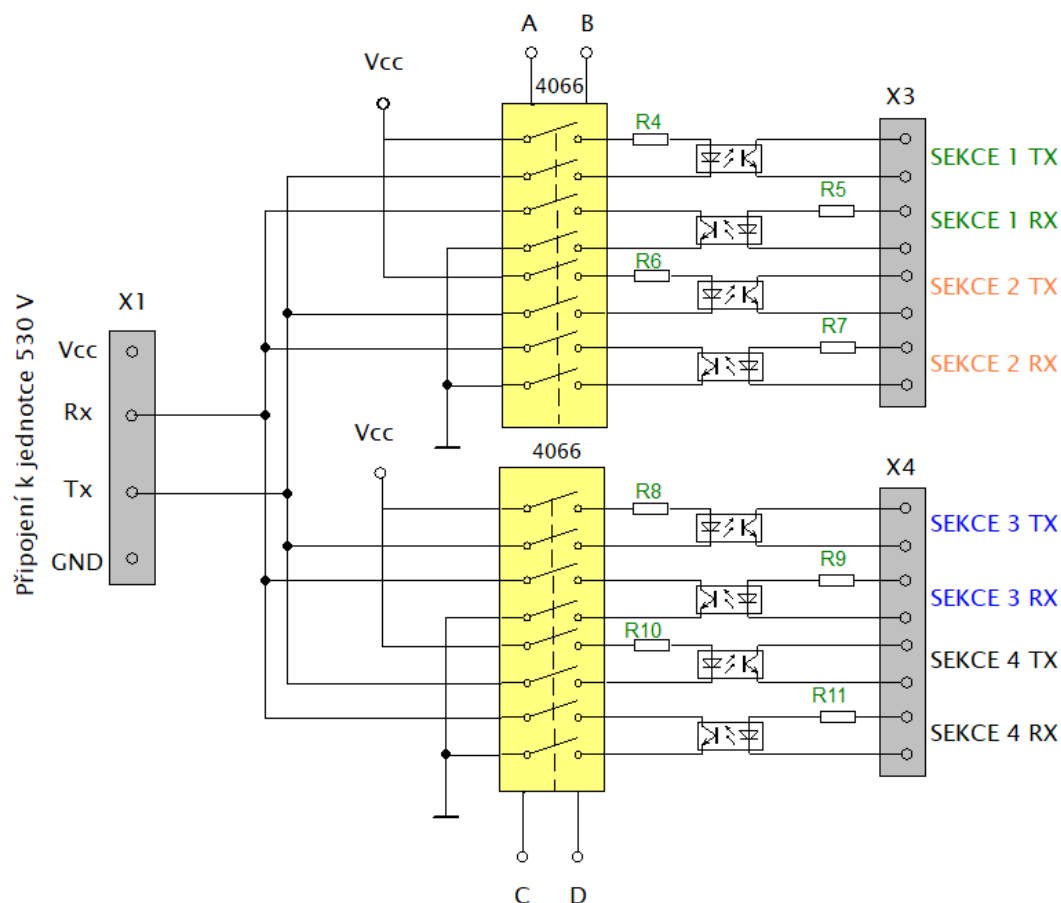 A B
Vcc
4066
X3
R4
SEKCE 1 TX
R5
SEKCE 1 RX
R6
SEKCE 2 TX
R7
SEKCE 2 RX
Připojení k jednotce 530 V
X1
Vcc
Rx
Tx
GND
Vcc
4066
X4
R8
SEKCE 3 TX
R9
SEKCE 3 RX
R10
SEKCE 4 TX
R11
SEKCE 4 RX
C D